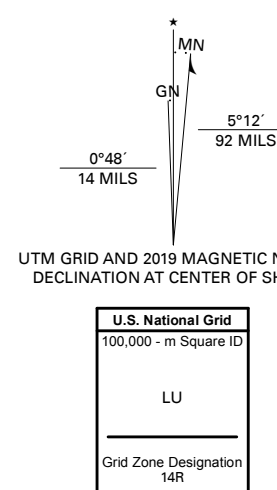 ★
MN
GN
5°12´
92 MILS
0°48´
14 MILS
UTM GRID AND 2019 MAGNETIC
DECLINATION AT CENTER OF
U.S. National Grid
100,000 - m Square ID
LU
Grid Zone Designation
14R